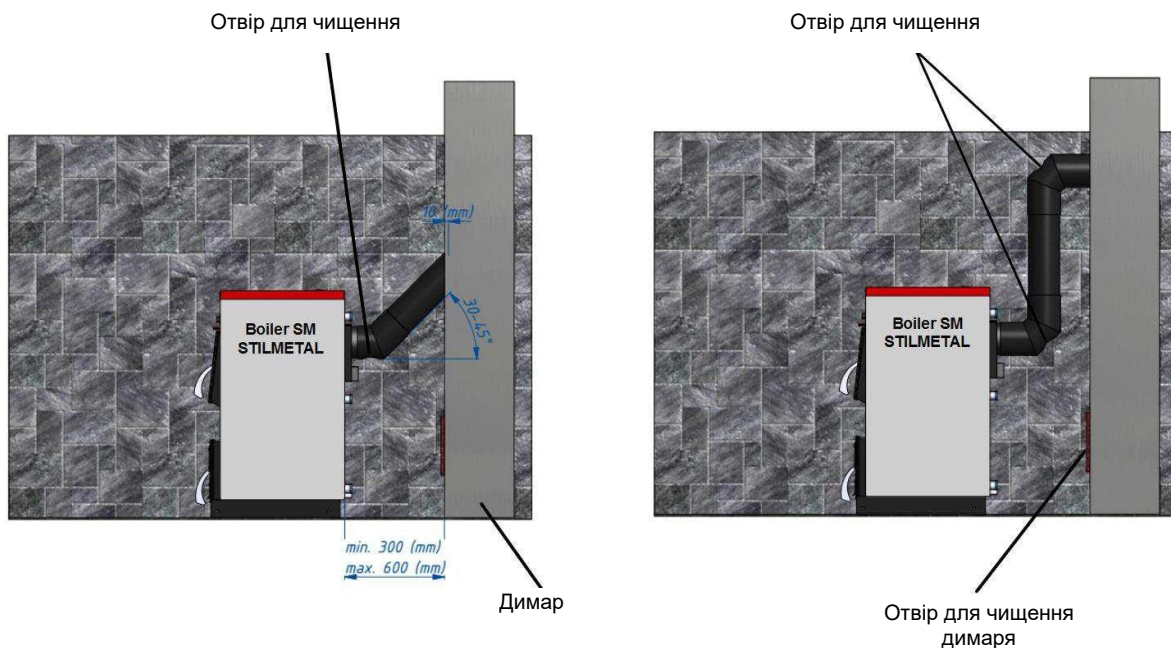 Отвір для чищення
Отвір для чищення
10 (mm)
30-45°
Boiler SM
STILMETAL
Boiler SM
STILMETAL
min. 300 (mm)
max. 600 (mm)
Димар
Отвір для чищення
димаря